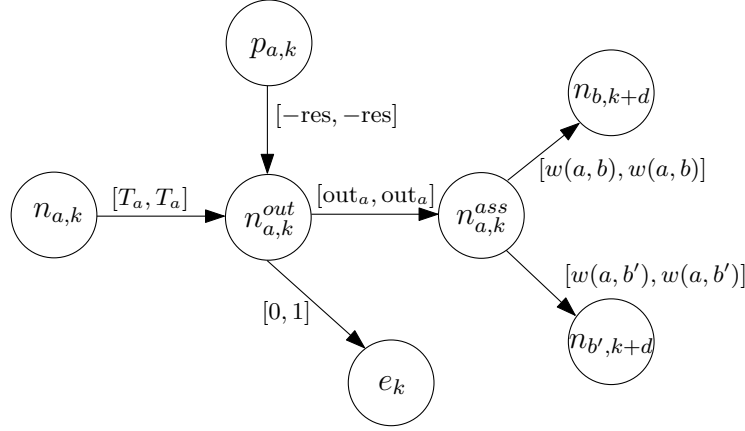 p_{a,k}
[−res, −res]
n_{b,k+d}
[w(a, b), w(a, b)]
n_{a,k}
[T_a, T_a]
n^{out}_{a,k}
[out_a, out_a]
n^{ass}_{a,k}
[w(a, b′), w(a, b′)]
n_{b′,k+d}
[0, 1]
e_k